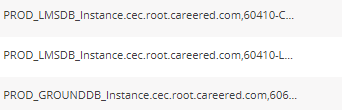 PROD_LMSDB_Instance.cec.root.careered.com,60410-C...
PROD_LMSDB_Instance.cec.root.careered.com,60410-L...
PROD_GROUNDDB_Instance.cec.root.careered.com,606...